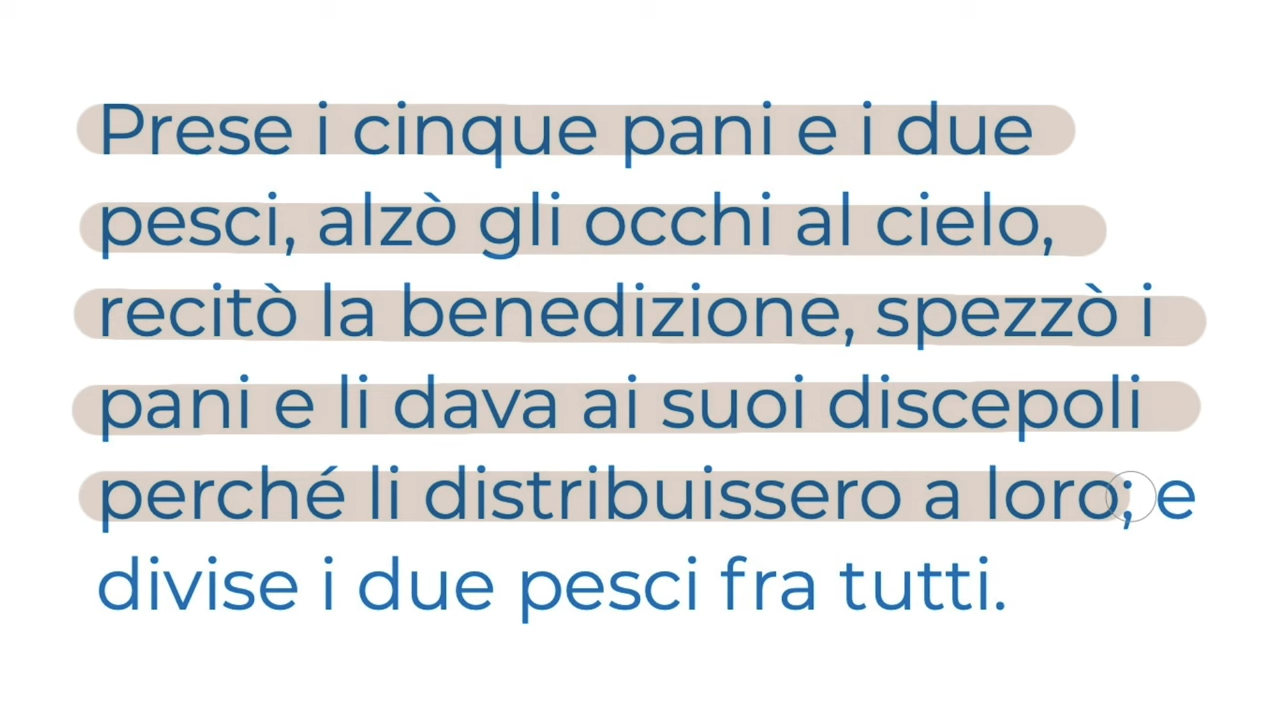 Prese i cinque pani e i due
pesci, alzò gli occhi al cielo,
recitò la benedizione, spezzò i
pani e li dava ai suoi discepoli
perché li distribuissero a loro; e
divise i due pesci fra tutti.